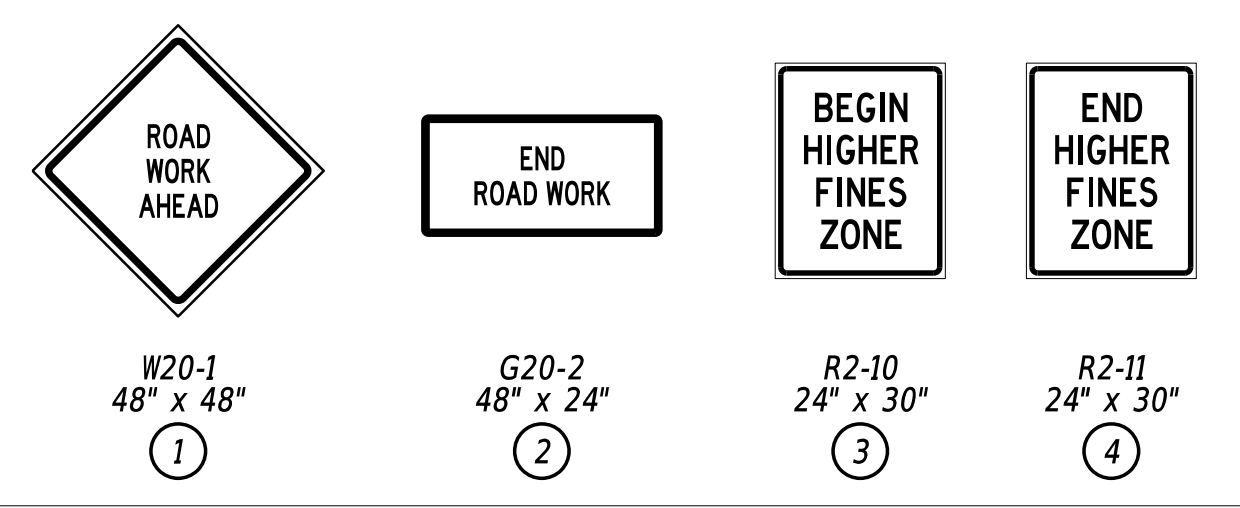 ROAD
WORK
AHEAD
W20-1
48" x 48"
1
END
ROAD WORK
G20-2
48" x 24"
2
BEGIN
HIGHER
FINES
ZONE
R2-10
24" x 30"
3
END
HIGHER
FINES
ZONE
R2-11
24" x 30"
4